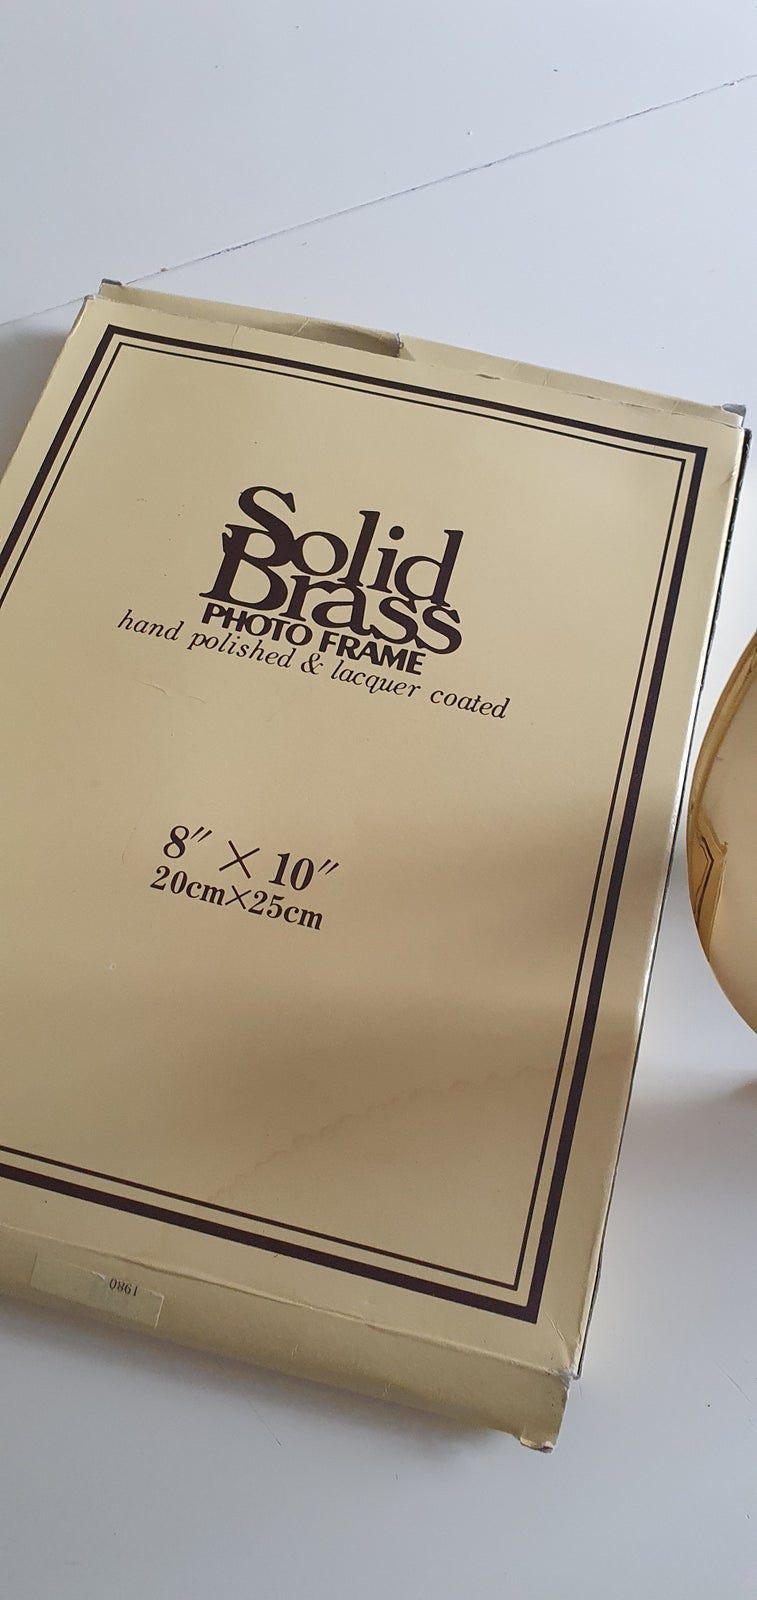 Solid
Brass
PHOTO FRAME
hand polished & lacquer coated
8" × 10"
20cm×25cm
0861